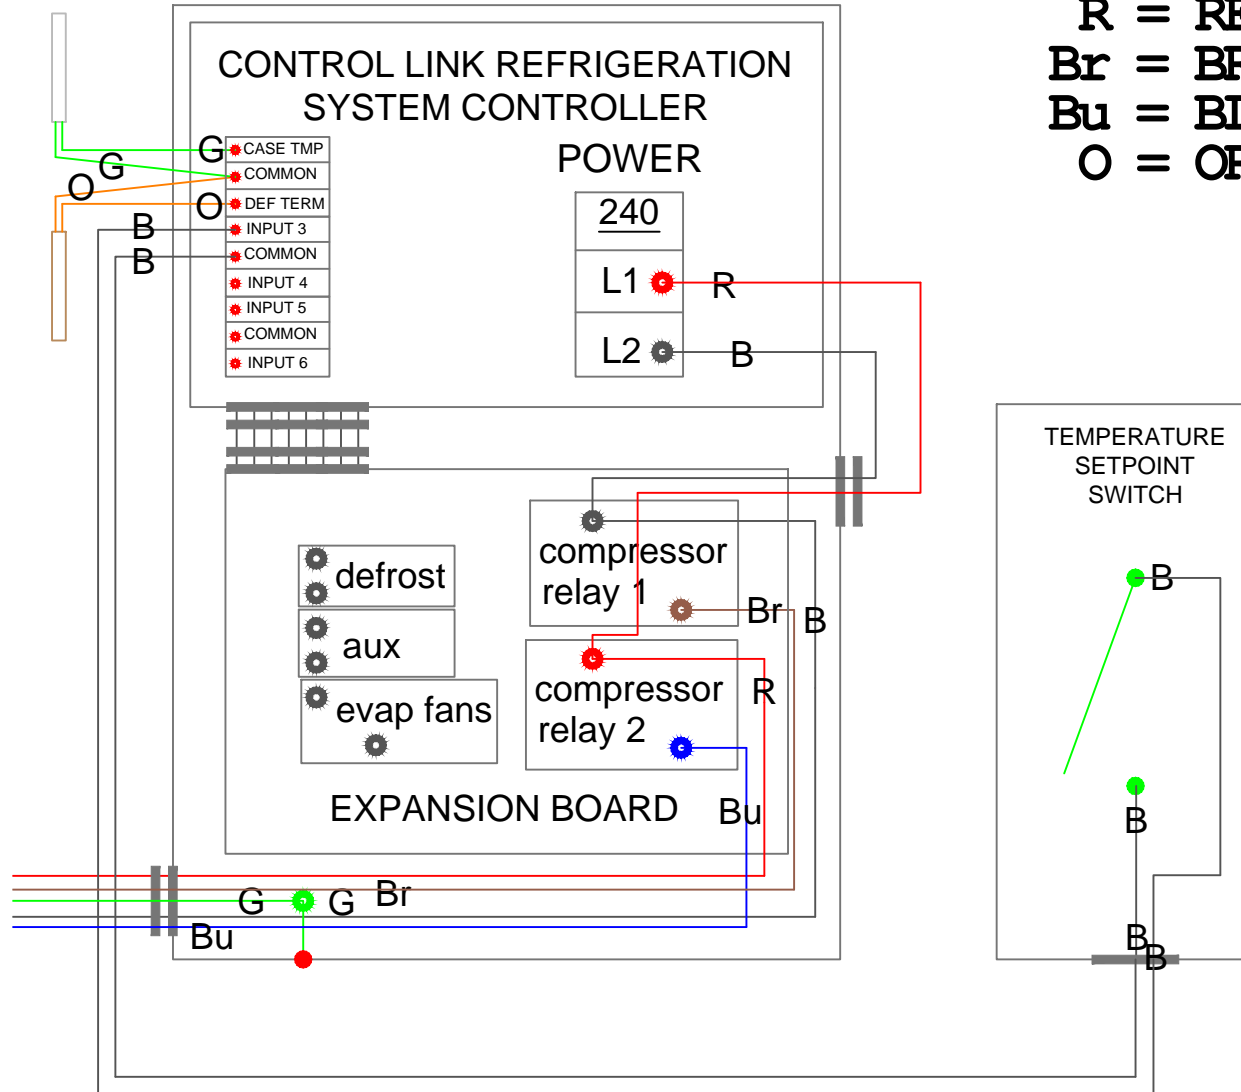 R = RE
Br = BR
Bu = BL
O = OR
CONTROL LINK REFRIGERATION
SYSTEM CONTROLLER
POWER
G
CASE TMP
G
COMMON
O
O
DEF TERM
B
INPUT 3
B
COMMON
INPUT 4
INPUT 5
COMMON
INPUT 6
240
L1
R
L2
B
TEMPERATURE
SETPOINT
SWITCH
compressor
relay 1
Br
B
defrost
aux
evap fans
compressor
relay 2
R
Bu
EXPANSION BOARD
B
B
B
B
G
G
Br
Bu